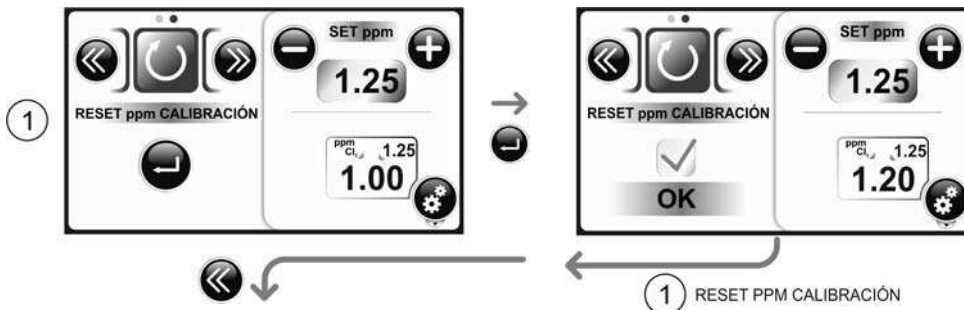 1
SET ppm
1.25
RESET ppm CALIBRACIÓN
ppm
Cl₂ 1.25
1.00
SET ppm
1.25
RESET ppm CALIBRACIÓN
OK
ppm
Cl₂ 1.25
1.20
1 RESET PPM CALIBRACIÓN